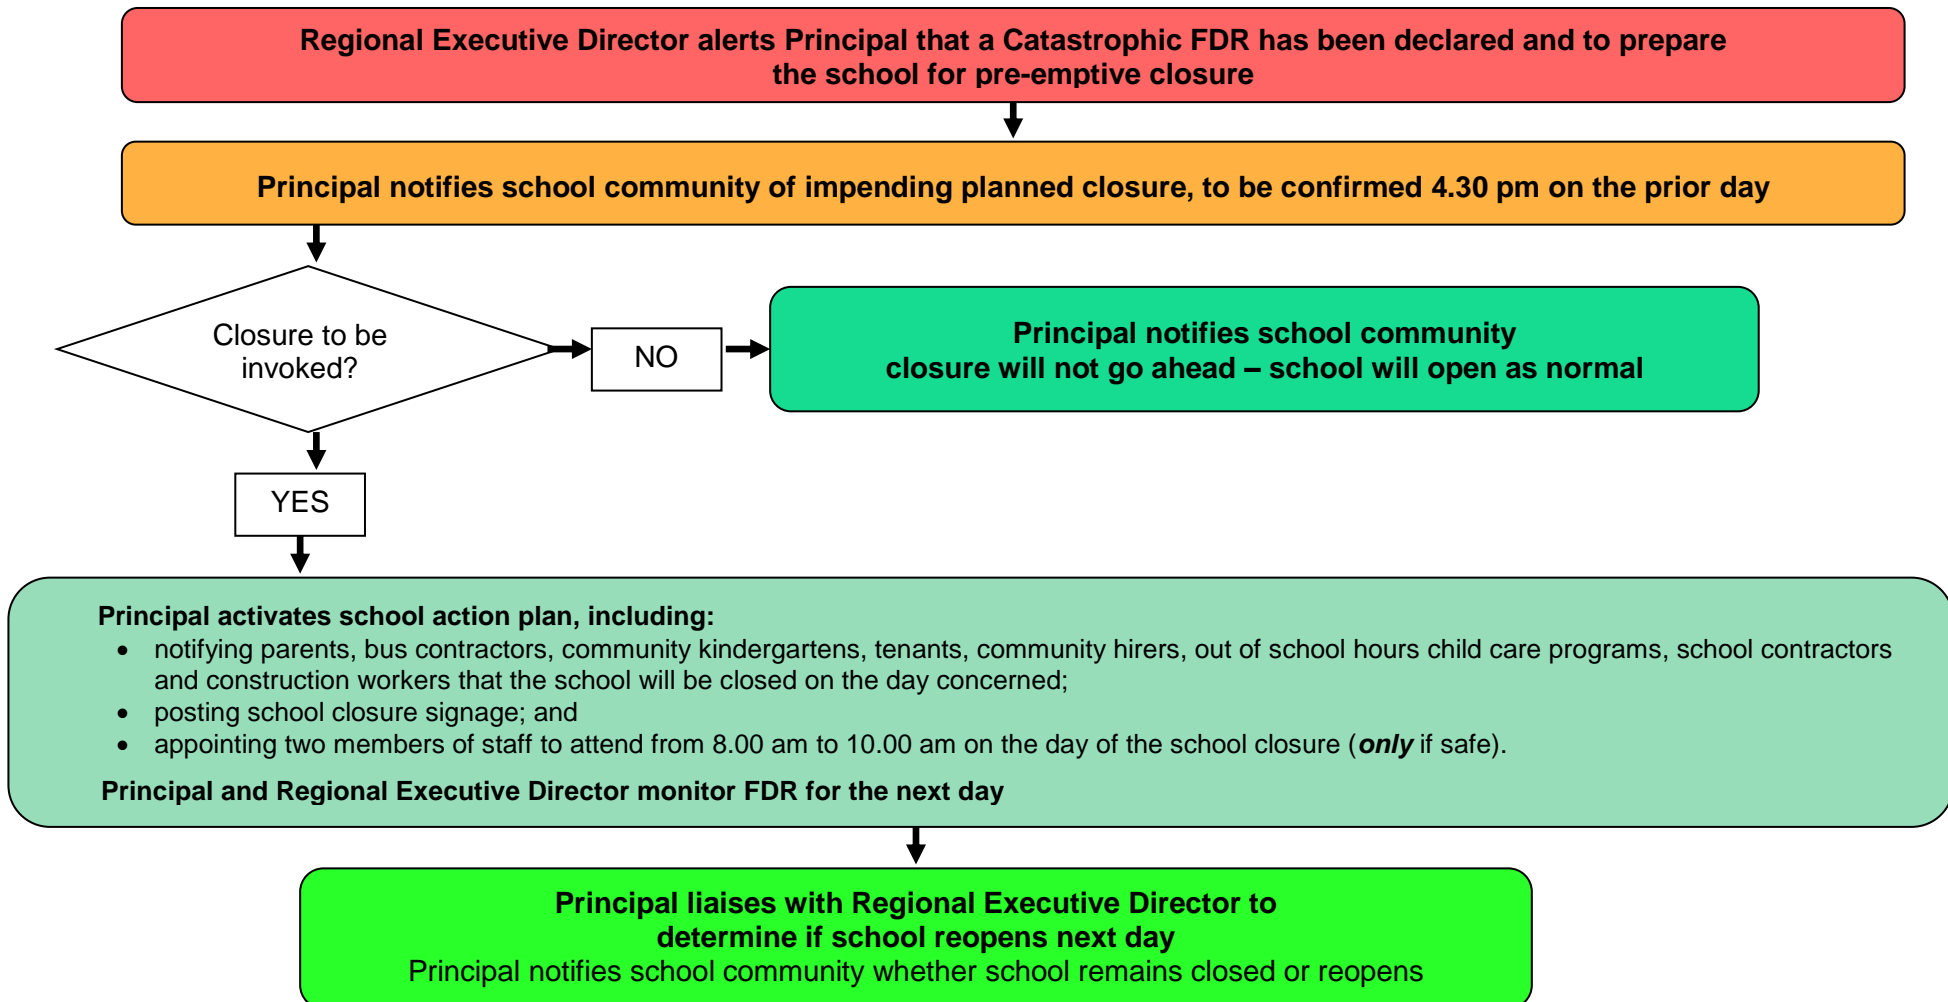 Regional Executive Director alerts Principal that a Catastrophic FDR has been declared and to prepare
the school for pre-emptive closure
Principal notifies school community of impending planned closure, to be confirmed 4.30 pm on the prior day
Closure to be
invoked?
NO
Principal notifies school community
closure will not go ahead – school will open as normal
YES
Principal activates school action plan, including:
• notifying parents, bus contractors, community kindergartens, tenants, community hirers, out of school hours child care programs, school contractors
and construction workers that the school will be closed on the day concerned;
• posting school closure signage; and
• appointing two members of staff to attend from 8.00 am to 10.00 am on the day of the school closure (only if safe).
Principal and Regional Executive Director monitor FDR for the next day
Principal liaises with Regional Executive Director to
determine if school reopens next day
Principal notifies school community whether school remains closed or reopens